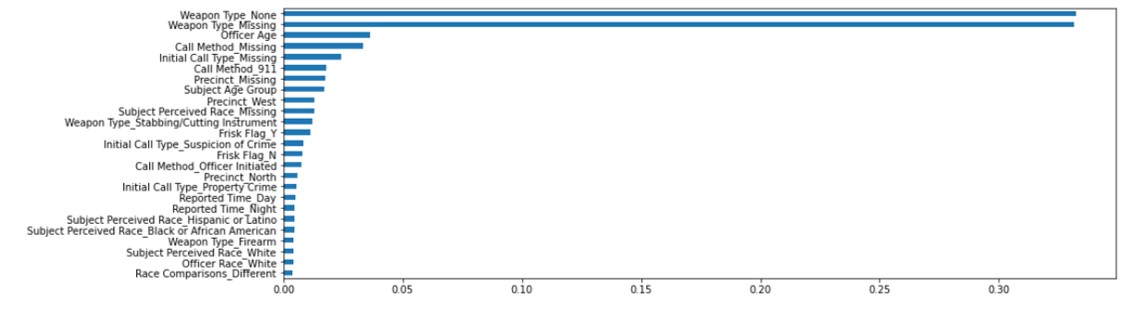 Weapon Type_None
Weapon Type_Missing
Officer Age
Call Method_Missing
Initial Call Type_Missing
Call Method_911
Precinct_Missing
Subject Age Group
Precinct_West
Subject Perceived Race_Missing
Weapon Type_Stabbing/Cutting Instrument
Frisk Flag_Y
Initial Call Type_Suspicion of Crime
Frisk Flag_N
Call Method_Officer Initiated
Precinct_North
Initial Call Type_Property Crime
Reported Time_Day
Reported Time_Night
Subject Perceived Race_Hispanic or Latino
Subject Perceived Race_Black or African American
Weapon Type_Firearm
Subject Perceived Race_White
Officer Race_White
Race Comparisons_Different
0.00 0.05 0.10 0.15 0.20 0.25 0.30